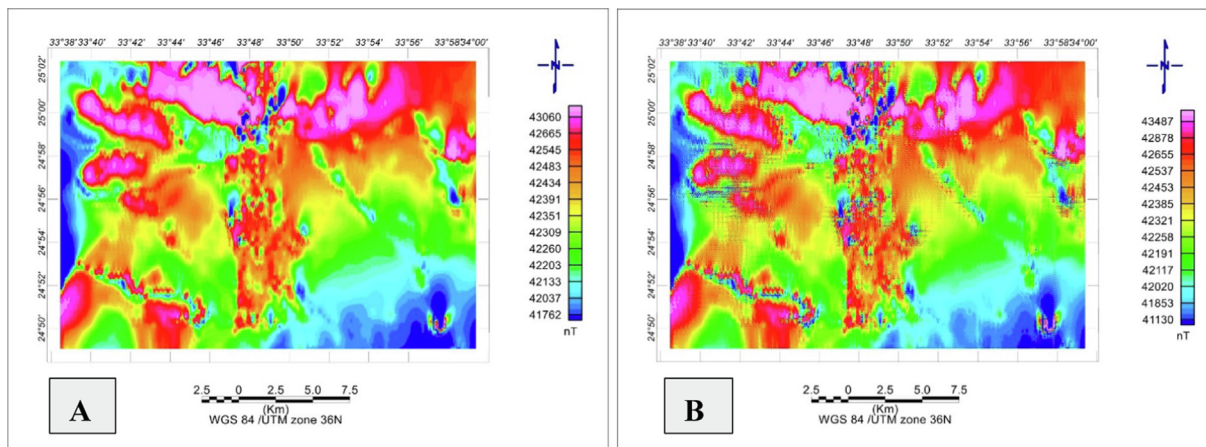 33°38' 33°40' 33°42' 33°44' 33°46' 33°48' 33°50' 33°52' 33°54' 33°56' 33°58' 34°00'
25°02'
25°00'
24°58'
24°56'
24°54'
24°52'
24°50'
N
43060
42665
42545
42483
42434
42391
42351
42309
42260
42203
42133
42037
41762
nT
2.5 0 2.5 5.0 7.5
(Km)
WGS 84 /UTM zone 36N
A
33°38' 33°40' 33°42' 33°44' 33°46' 33°48' 33°50' 33°52' 33°54' 33°56' 33°58' 34°00'
25°02'
25°00'
24°58'
24°56'
24°54'
24°52'
24°50'
N
43487
42878
42655
42537
42453
42385
42321
42258
42191
42117
42020
41853
41130
nT
2.5 0 2.5 5.0 7.5
(Km)
WGS 84 /UTM zone 36N
B